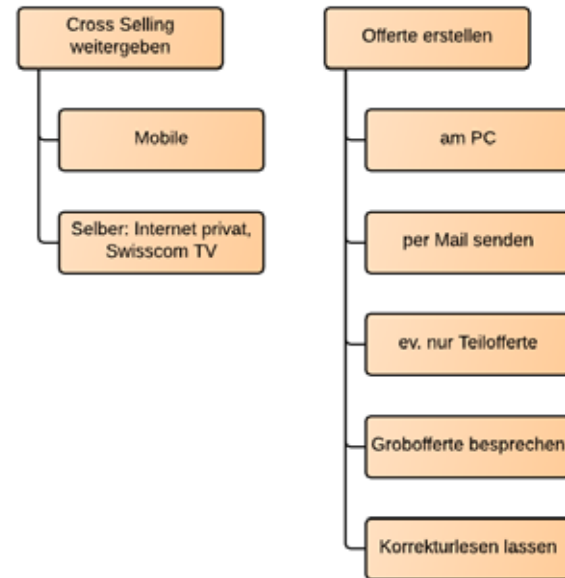 Cross Selling
weitergeben
Mobile
Selber: Internet privat,
Swisscom TV
Offerte erstellen
am PC
per Mail senden
ev. nur Teilofferte
Grobofferte besprechen
Korrekturlesen lassen